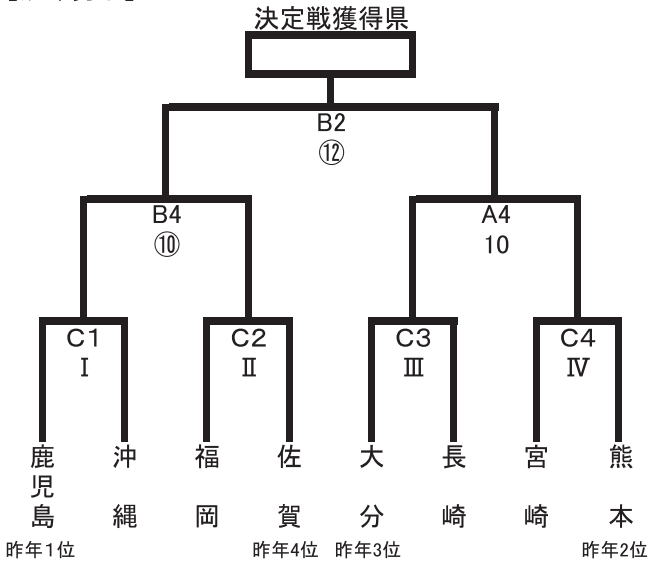 決定戦獲得県
B2
⑫
B4
⑩
A4
10
C1
Ⅰ
C2
Ⅱ
C3
Ⅲ
C4
Ⅳ
鹿児島
沖縄
福岡
佐賀
大分
長崎
宮崎
熊本
昨年1位
昨年4位
昨年3位
昨年2位